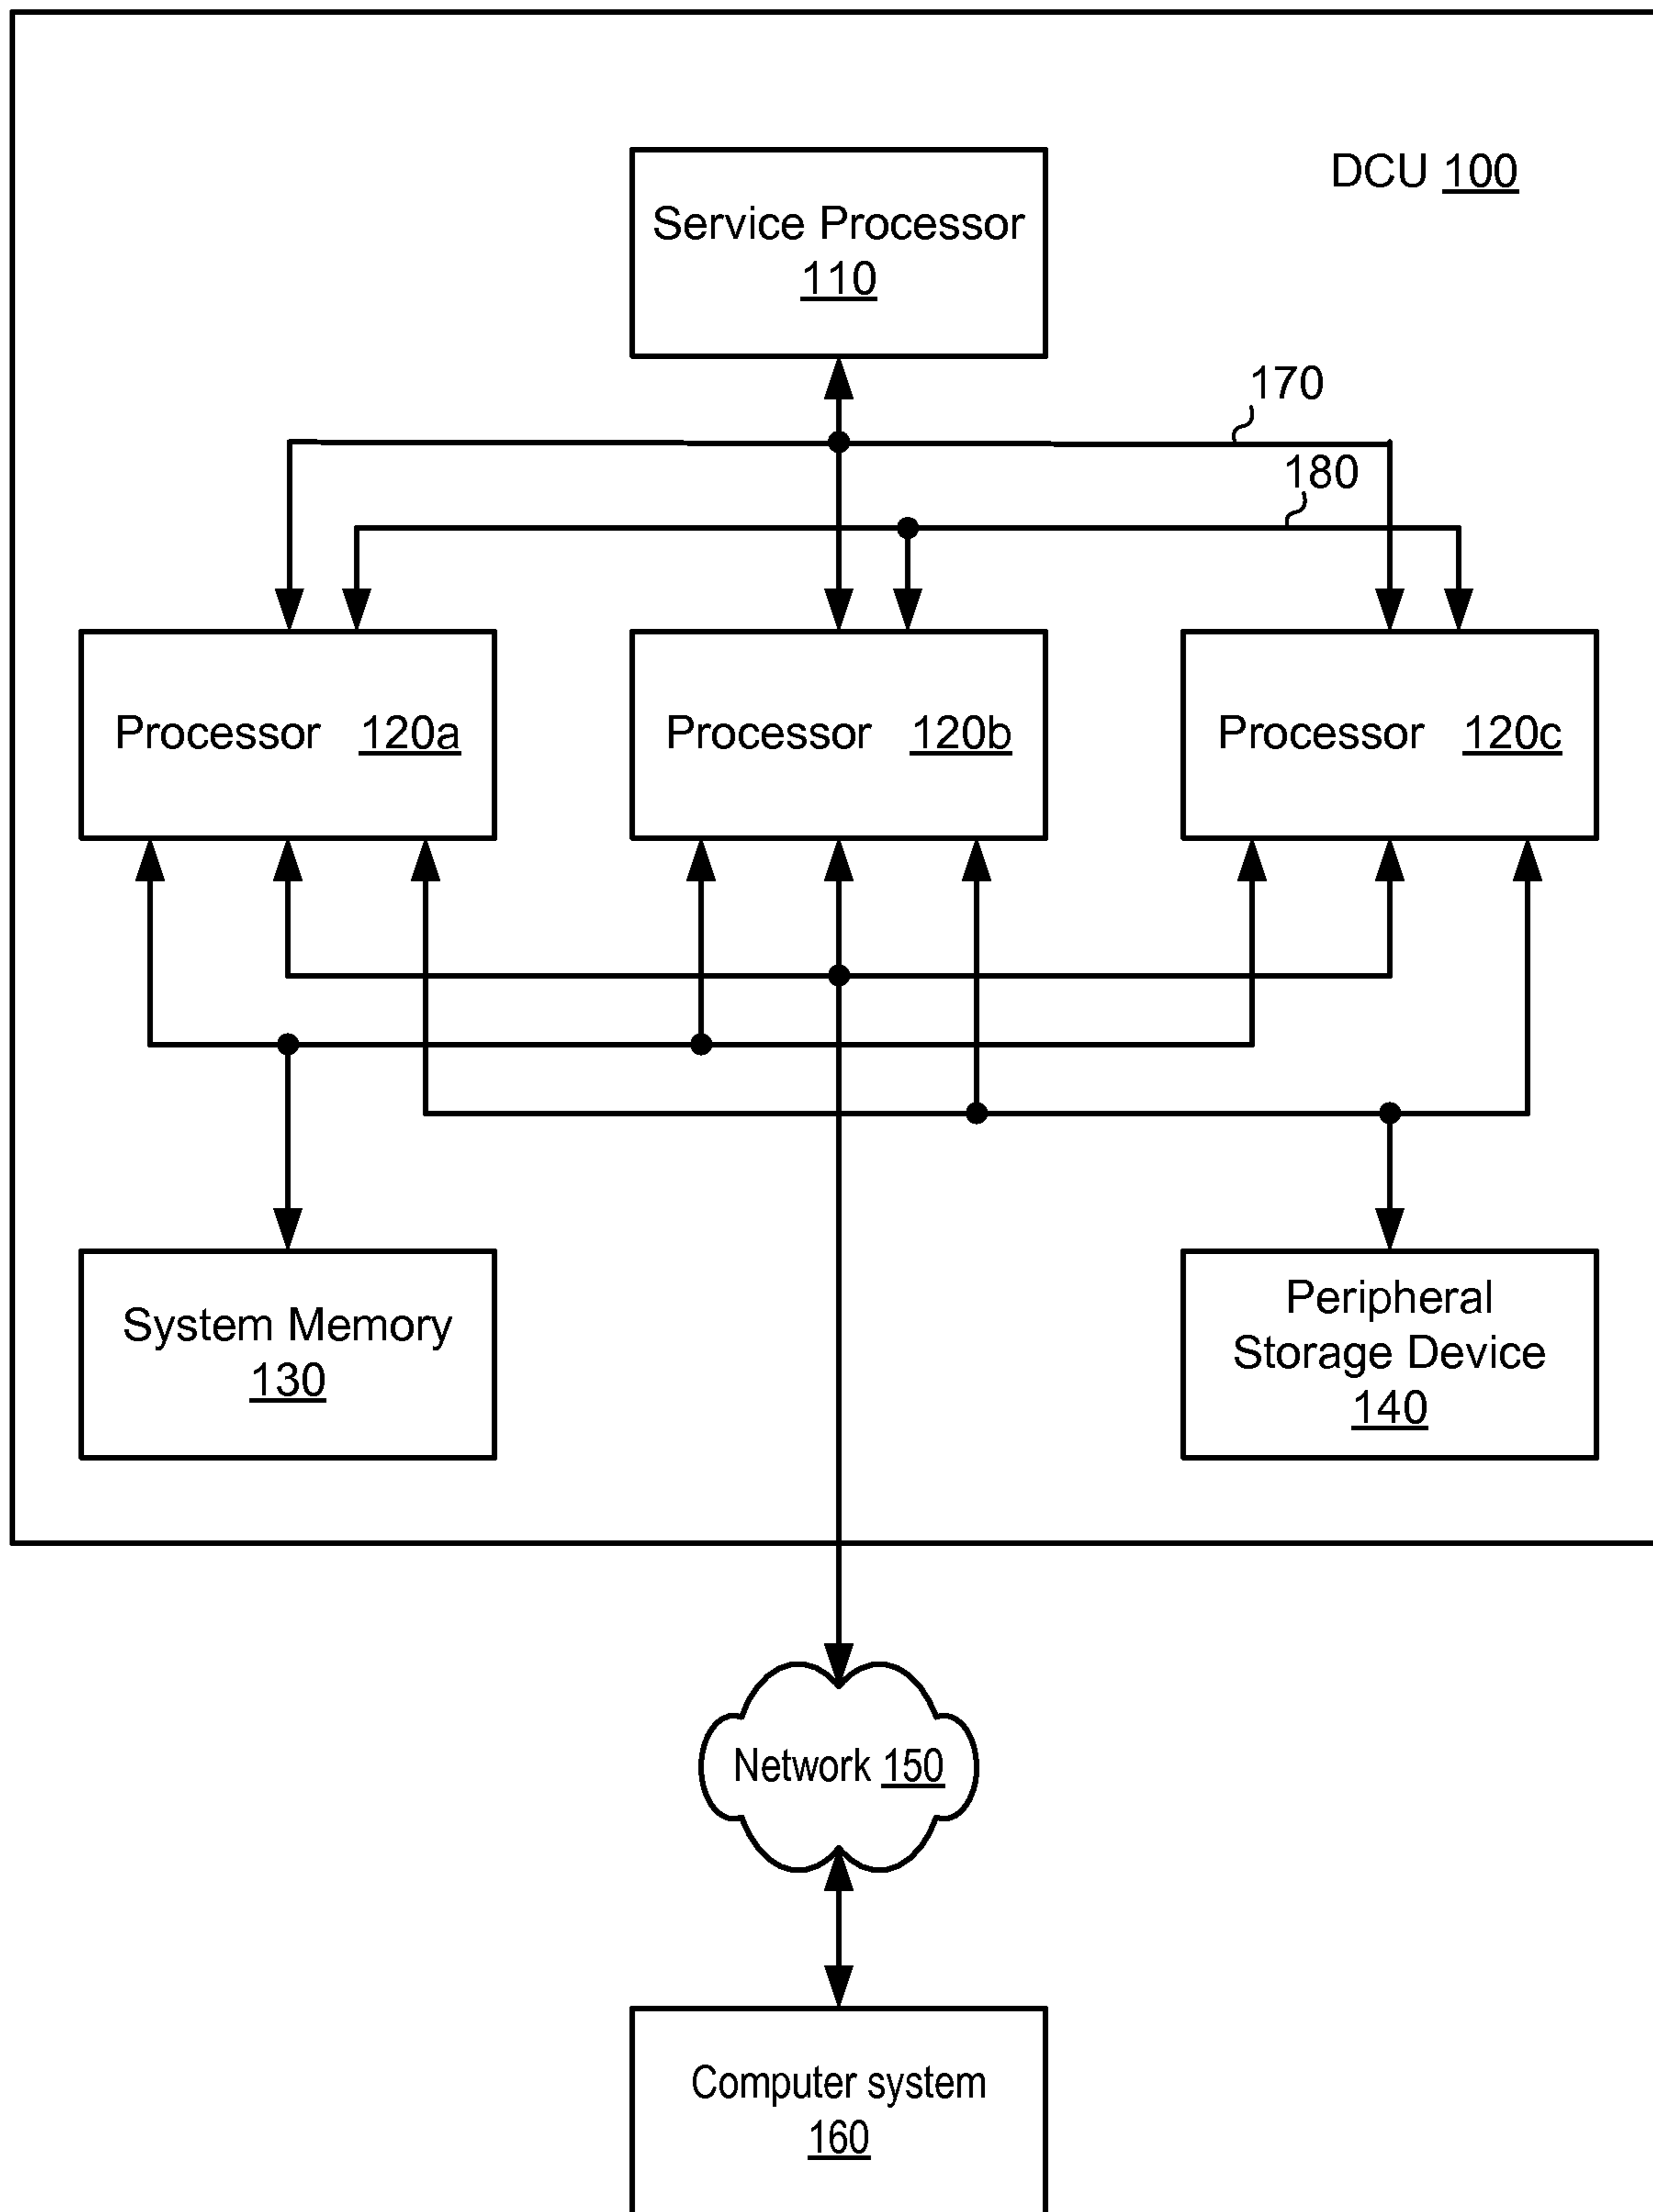 DCU 100
Service Processor
110
170
180
Processor 120a
Processor 120b
Processor 120c
System Memory
130
Peripheral
Storage Device
140
Network 150
Computer system
160